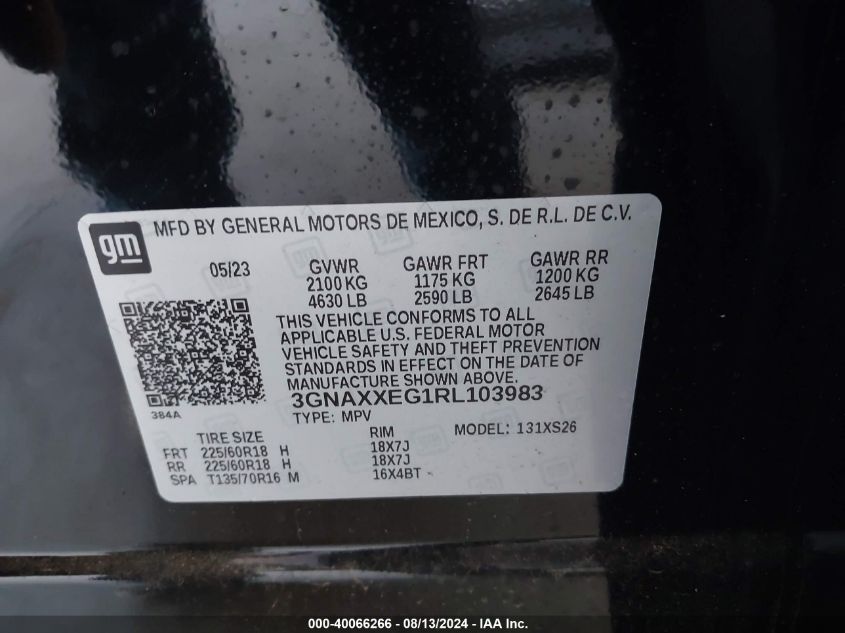 gm
MFD BY GENERAL MOTORS DE MEXICO, S. DE R.L. DE C.V.
05/23 GVWR GAWR FRT GAWR RR
2100 KG 1175 KG 1200 KG
4630 LB 2590 LB 2645 LB
THIS VEHICLE CONFORMS TO ALL
APPLICABLE U.S. FEDERAL MOTOR
VEHICLE SAFETY AND THEFT PREVENTION
STANDARDS IN EFFECT ON THE DATE OF
MANUFACTURE SHOWN ABOVE.
3GNAXXEG1RL103983
384A
TYPE: MPV
TIRE SIZE RIM MODEL: 131XS26
FRT 225/60R18 H 18X7J
RR 225/60R18 H 18X7J
SPA T135/70R16 M 16X4BT
000-40066266 - 08/13/2024 - IAA, Inc.